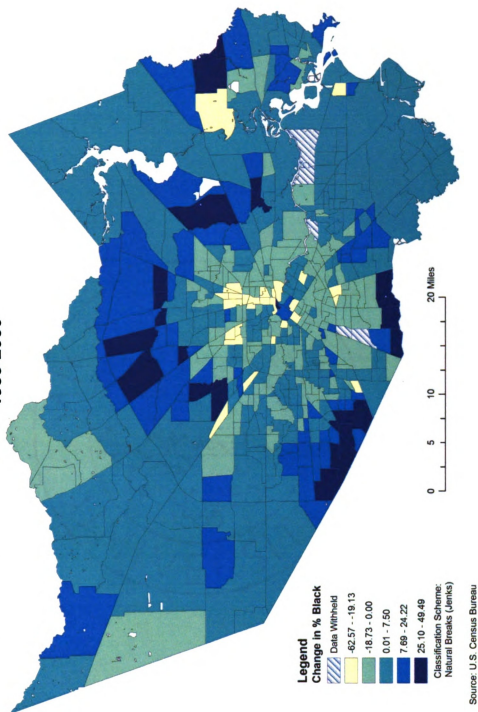 Legend
Change in % Black
Data Withheld
-62.57 - -19.13
-18.73 - 0.00
0.01 - 7.50
7.69 - 24.22
25.10 - 49.49
Classification Scheme:
Natural Breaks (Jenks)
Source: U.S. Census Bureau
0 5 10 20 Miles